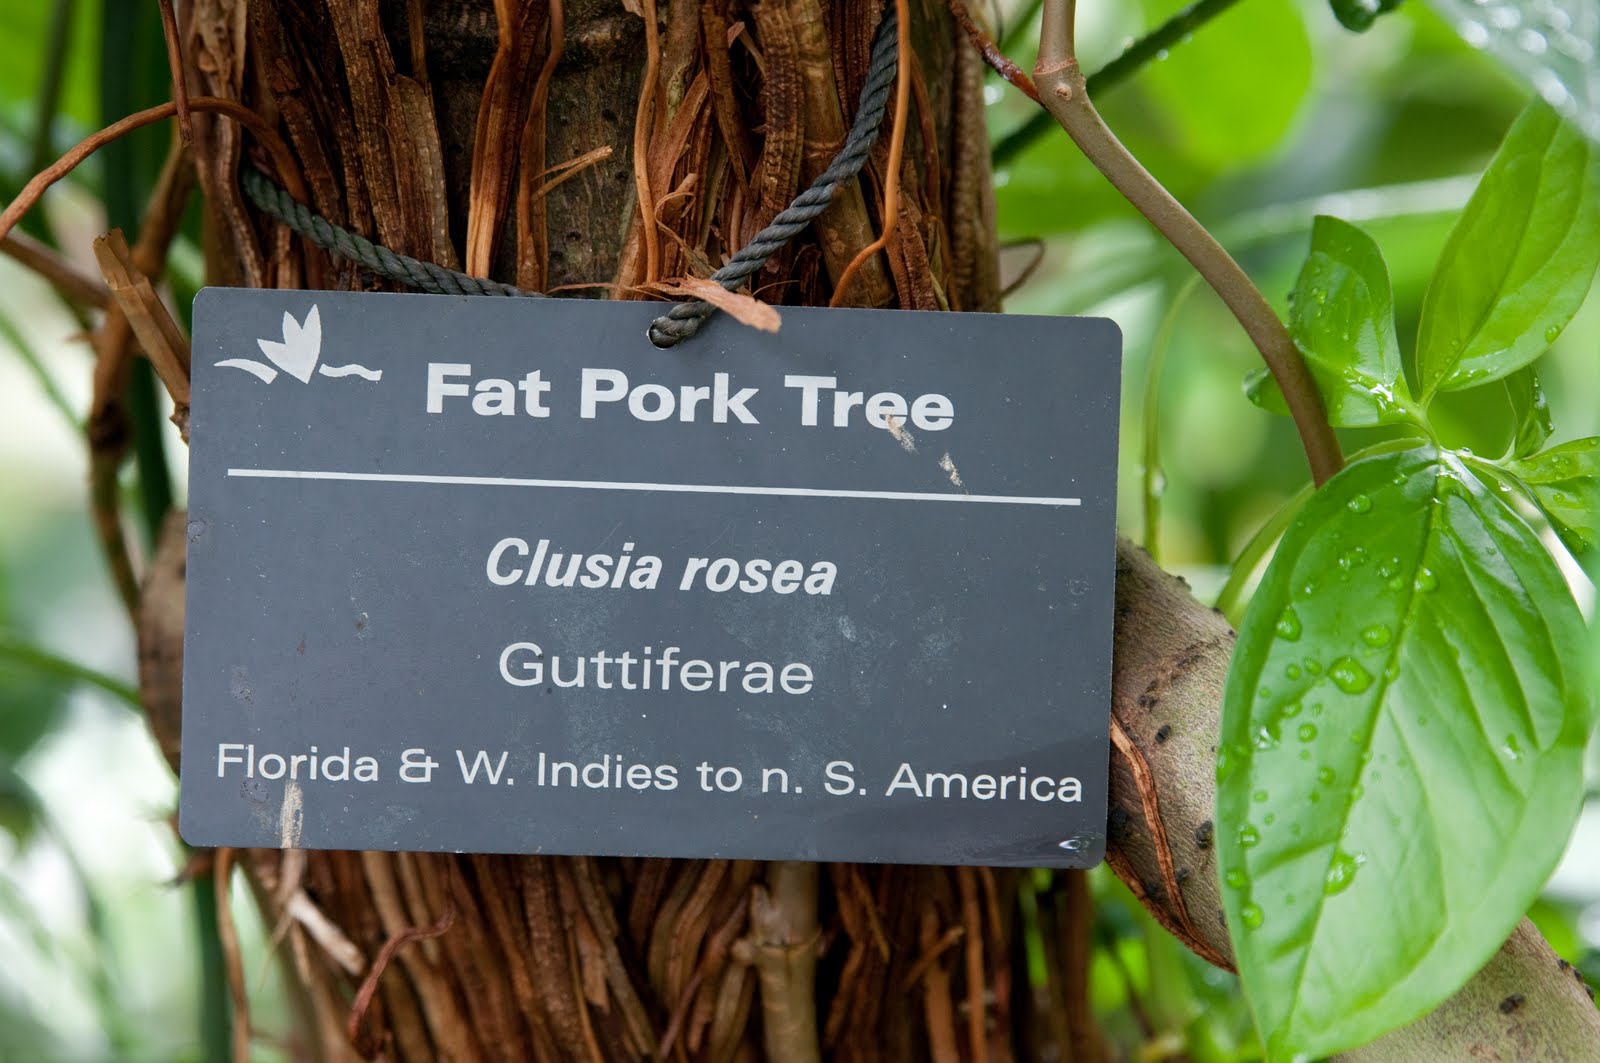 Fat Pork Tree
Clusia rosea
Guttiferae
Florida & W. Indies to n. S. America